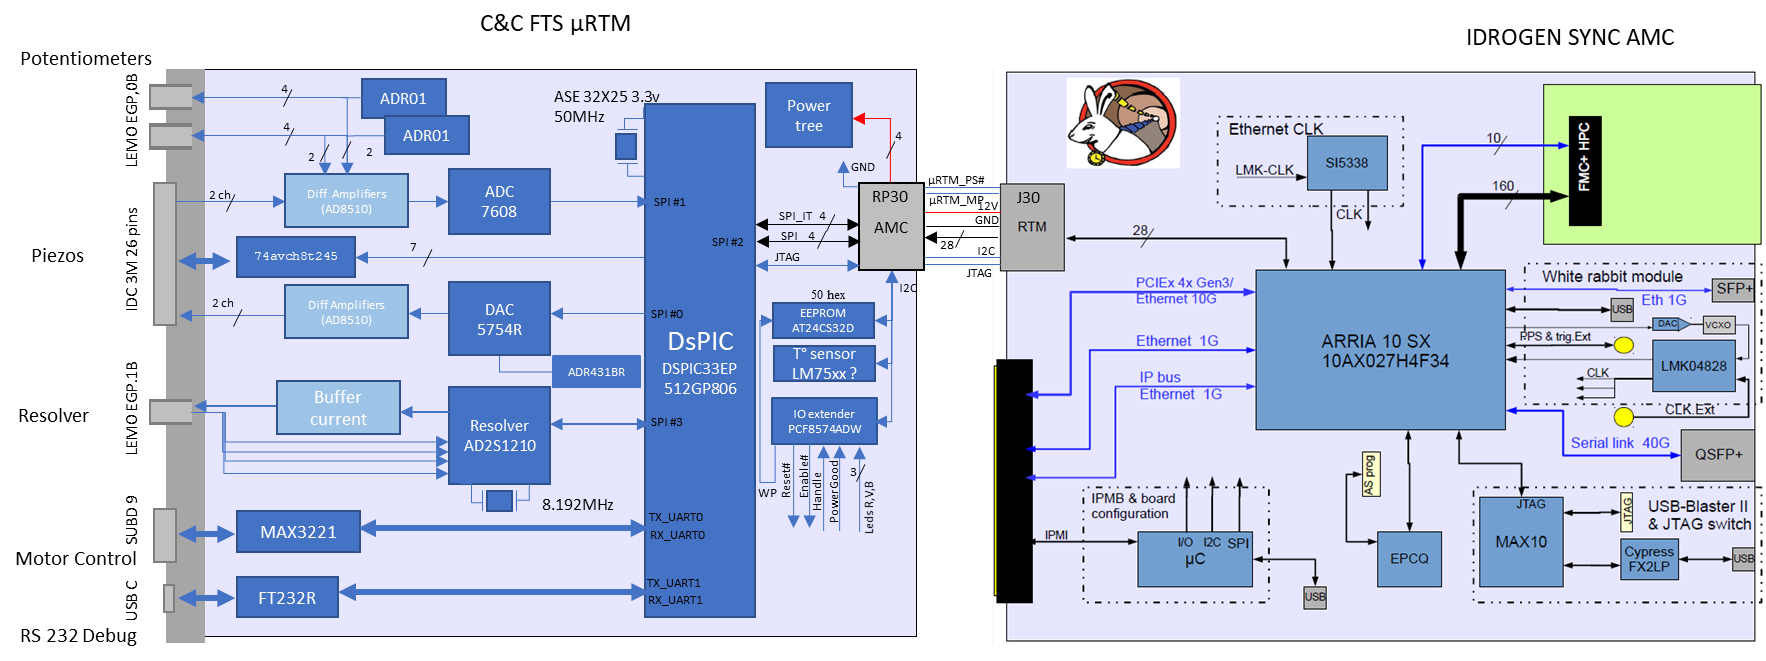 C&C FTS µRTM
IDROGEN SYNC AMC
Potentiometers
LEMO EGP,0B
4
ADR01
4
ADR01
2
2
ASE 32X25 3.3v
50MHz
Power
tree
4
GND
IDC 3M 26 pins
2 ch
Diff Amplifiers
(AD8510)
ADC
7608
SPI #1
Piezos
74avch8t245
7
SPI #2
SPI_IT 4
SPI 4
JTAG
RP30
AMC
µRTM_PS#
µRTM_MP
12V
GND
28
I2C
JTAG
J30
RTM
2 ch
Diff Amplifiers
(AD8510)
DAC
5754R
SPI #0
ADR431BR
DsPIC
DSPIC33EP
512GP806
I2C
50 hex
EEPROM
AT24CS32D
T° sensor
LM75xx ?
IO extender
PCF8574ADW
WP
Reset#
Enable#
Handle
PowerGood
3
Leds R,V,B
Resolver
LEMO EGP.1B
Buffer
current
Resolver
AD2S1210
SPI #3
8.192MHz
SUBD 9
Motor Control
MAX3221
TX_UART0
RX_UART0
USB C
RS 232 Debug
FT232R
TX_UART1
RX_UART1
Ethernet CLK
LMK-CLK
SI5338
CLK
10
160
FMC+ HPC
28
PCIEx 4x Gen3/
Ethernet 10G
Ethernet 1G
IP bus
Ethernet 1G
ARRIA 10 SX
10AX027H4F34
White rabbit module
SFP+
Eth 1G
USB
DAC
VCXO
PPS & trig.Ext
LMK04828
CLK
CLK.Ext
Serial link 40G
QSFP+
IPMB & board
configuration
IPMI
I/O I2C SPI
µC
USB
AS prog
EPCQ
USB-Blaster II
& JTAG switch
JTAG
JTAG
MAX10
Cypress
FX2LP
USB